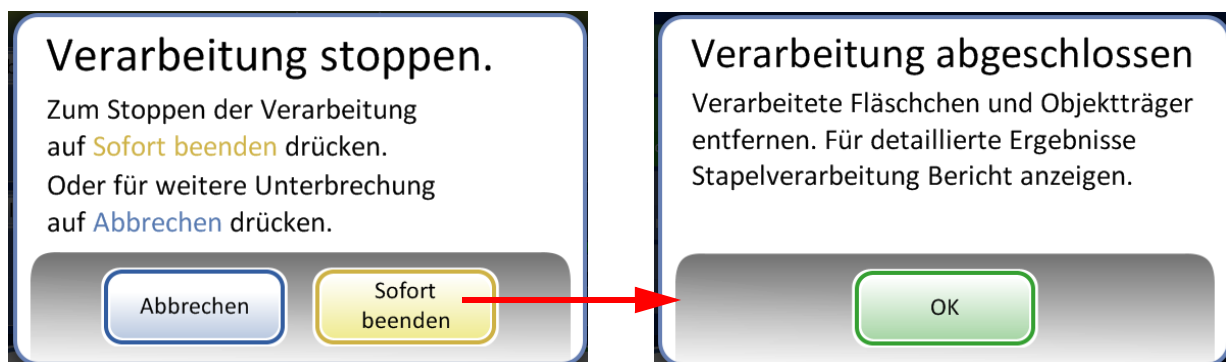 Verarbeitung stoppen.
Zum Stoppen der Verarbeitung
auf Sofort beenden drücken.
Oder für weitere Unterbrechung
auf Abbrechen drücken.
Abbrechen
Sofort
beenden
Verarbeitung abgeschlossen
Verarbeitete Fläschchen und Objektträger
entfernen. Für detaillierte Ergebnisse
Stapelverarbeitung Bericht anzeigen.
OK